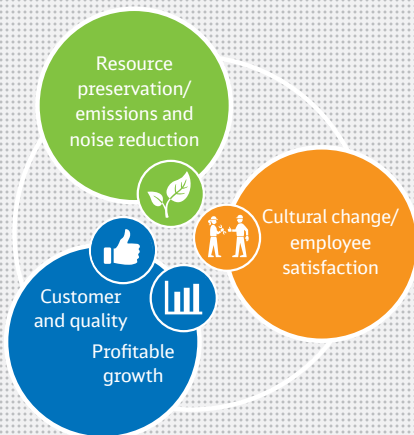 Resource
preservation/
emissions and
noise reduction
Cultural change/
employee
satisfaction
Customer
and quality
Profitable
growth